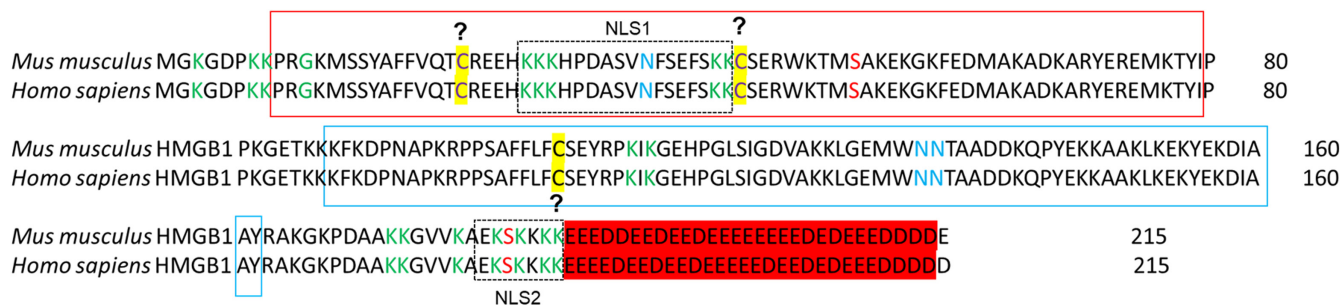 ?
NLS1
?
Mus musculus MGKGDPKKPRGKMSSYAFFVQTCREEHKKKHPDASVNFSEFSKKCSERWKTMSAKEKGKFEDMAKADKARYEREMKTYIP 80
Homo sapiens MGKGDPKKPRGKMSSYAFFVQTCREEHKKKHPDASVNFSEFSKKCSERWKTMSAKEKGKFEDMAKADKARYEREMKTYIP 80
Mus musculus HMGB1 PKGETKKKFKDPNAPKRPPSAFFLFCSEYRPKIKGEHPGLSIGDVAKKLGEMWNNTAADDKQPYEKKAAKLKEKYEKDIA 160
Homo sapiens HMGB1 PKGETKKKFKDPNAPKRPPSAFFLFCSEYRPKIKGEHPGLSIGDVAKKLGEMWNNTAADDKQPYEKKAAKLKEKYEKDIA 160
?
Mus musculus HMGB1 AYRAKGKPDAAKKGVVKAEKSKKKKEEEDDEEDEEDEEEEEEEEDEDEEEDDDDE 215
Homo sapiens HMGB1 AYRAKGKPDAAKKGVVKAEKSKKKKEEEEDEEDEEDEEEEEEEEDEDEEEDDDDD 215
NLS2